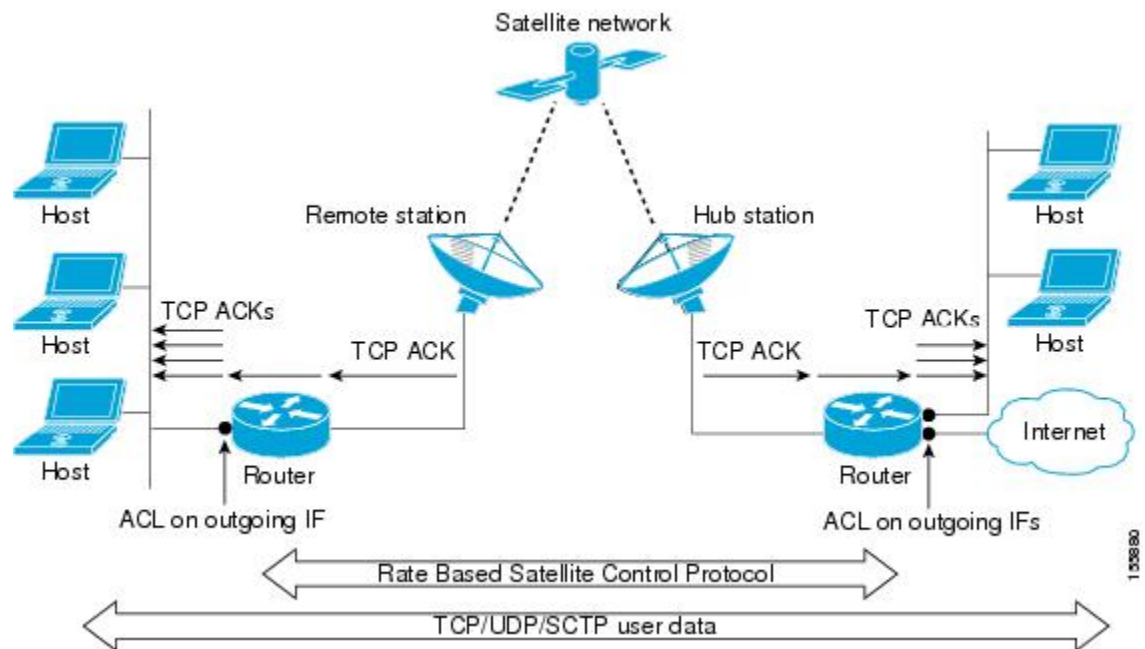 Satellite network
Host
Remote station
Hub station
Host
TCP ACKs
TCP ACKs
Host
TCP ACK
TCP ACK
Host
Internet
Host
Router
Router
ACL on outgoing IF
ACL on outgoing IFs
Rate Based Satellite Control Protocol
TCP/UDP/SCTP user data
155880